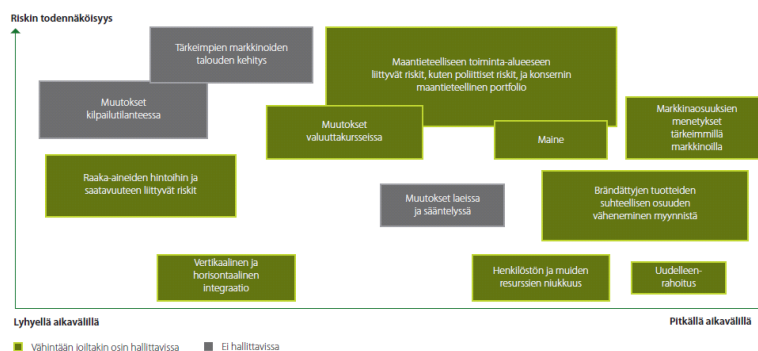 Riskin todennäköisyys
Tärkeimpien markkinoiden
talouden kehitys
Maantieteelliseen toiminta-alueeseen
liittyvät riskit, kuten poliittiset riskit, ja konsernin
maantieteellinen portfolio
Muutokset
kilpailutilanteessa
Muutokset
valuuttakursseissa
Maine
Markkinaosuuksien
menetykset
tärkeimmillä
markkinoilla
Raaka-aineiden hintoihin ja
saatavuuteen liittyvät riskit
Muutokset laeissa
ja sääntelyssä
Brändättyjen tuotteiden
suhteellisen osuuden
väheneminen myynnistä
Vertikaalinen ja
horisontaalinen
integraatio
Henkilöstön ja muiden
resurssien niukkuus
Uudelleen-
rahoitus
Lyhyellä aikavälillä
Pitkällä aikavälillä
Vähintään joiltakin osin hallittavissa
Ei hallittavissa